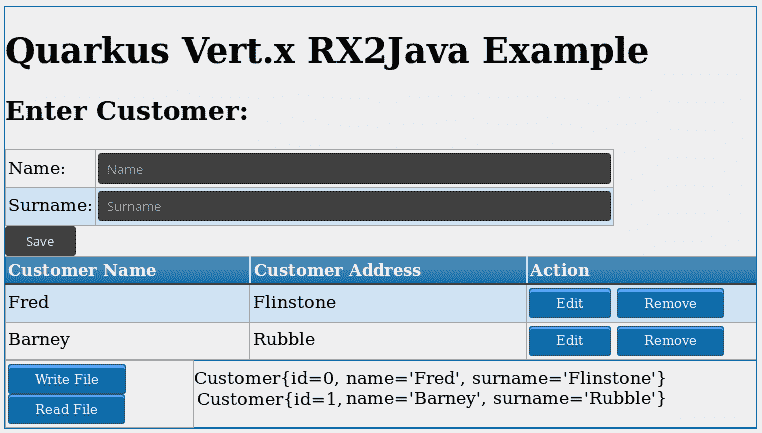 Quarkus Vert.x RX2Java Example
Enter Customer:
Name: Name
Surname: Surname
Save
Customer Name Customer Address Action
Fred Flinstone Edit Remove
Barney Rubble Edit Remove
Write File Customer{id=0, name='Fred', surname='Flinstone'}
Read File Customer{id=1, name='Barney', surname='Rubble'}